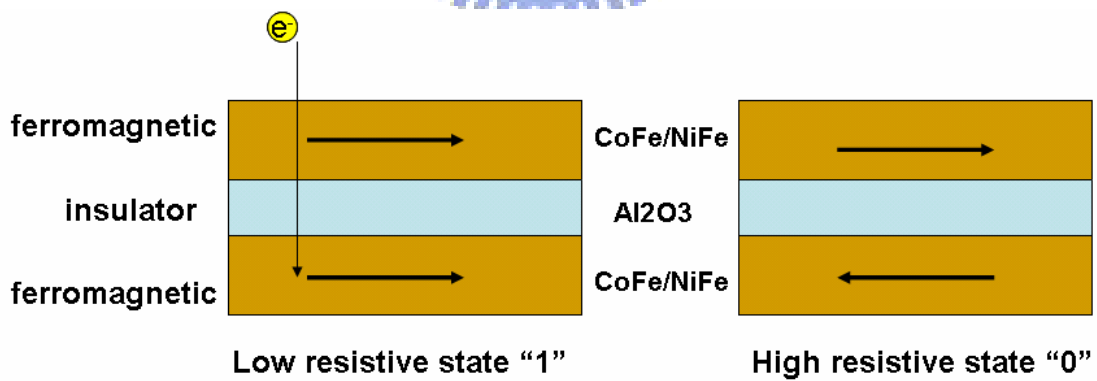 e-
ferromagnetic
CoFe/NiFe
insulator
Al2O3
ferromagnetic
CoFe/NiFe
Low resistive state “1”
High resistive state “0”